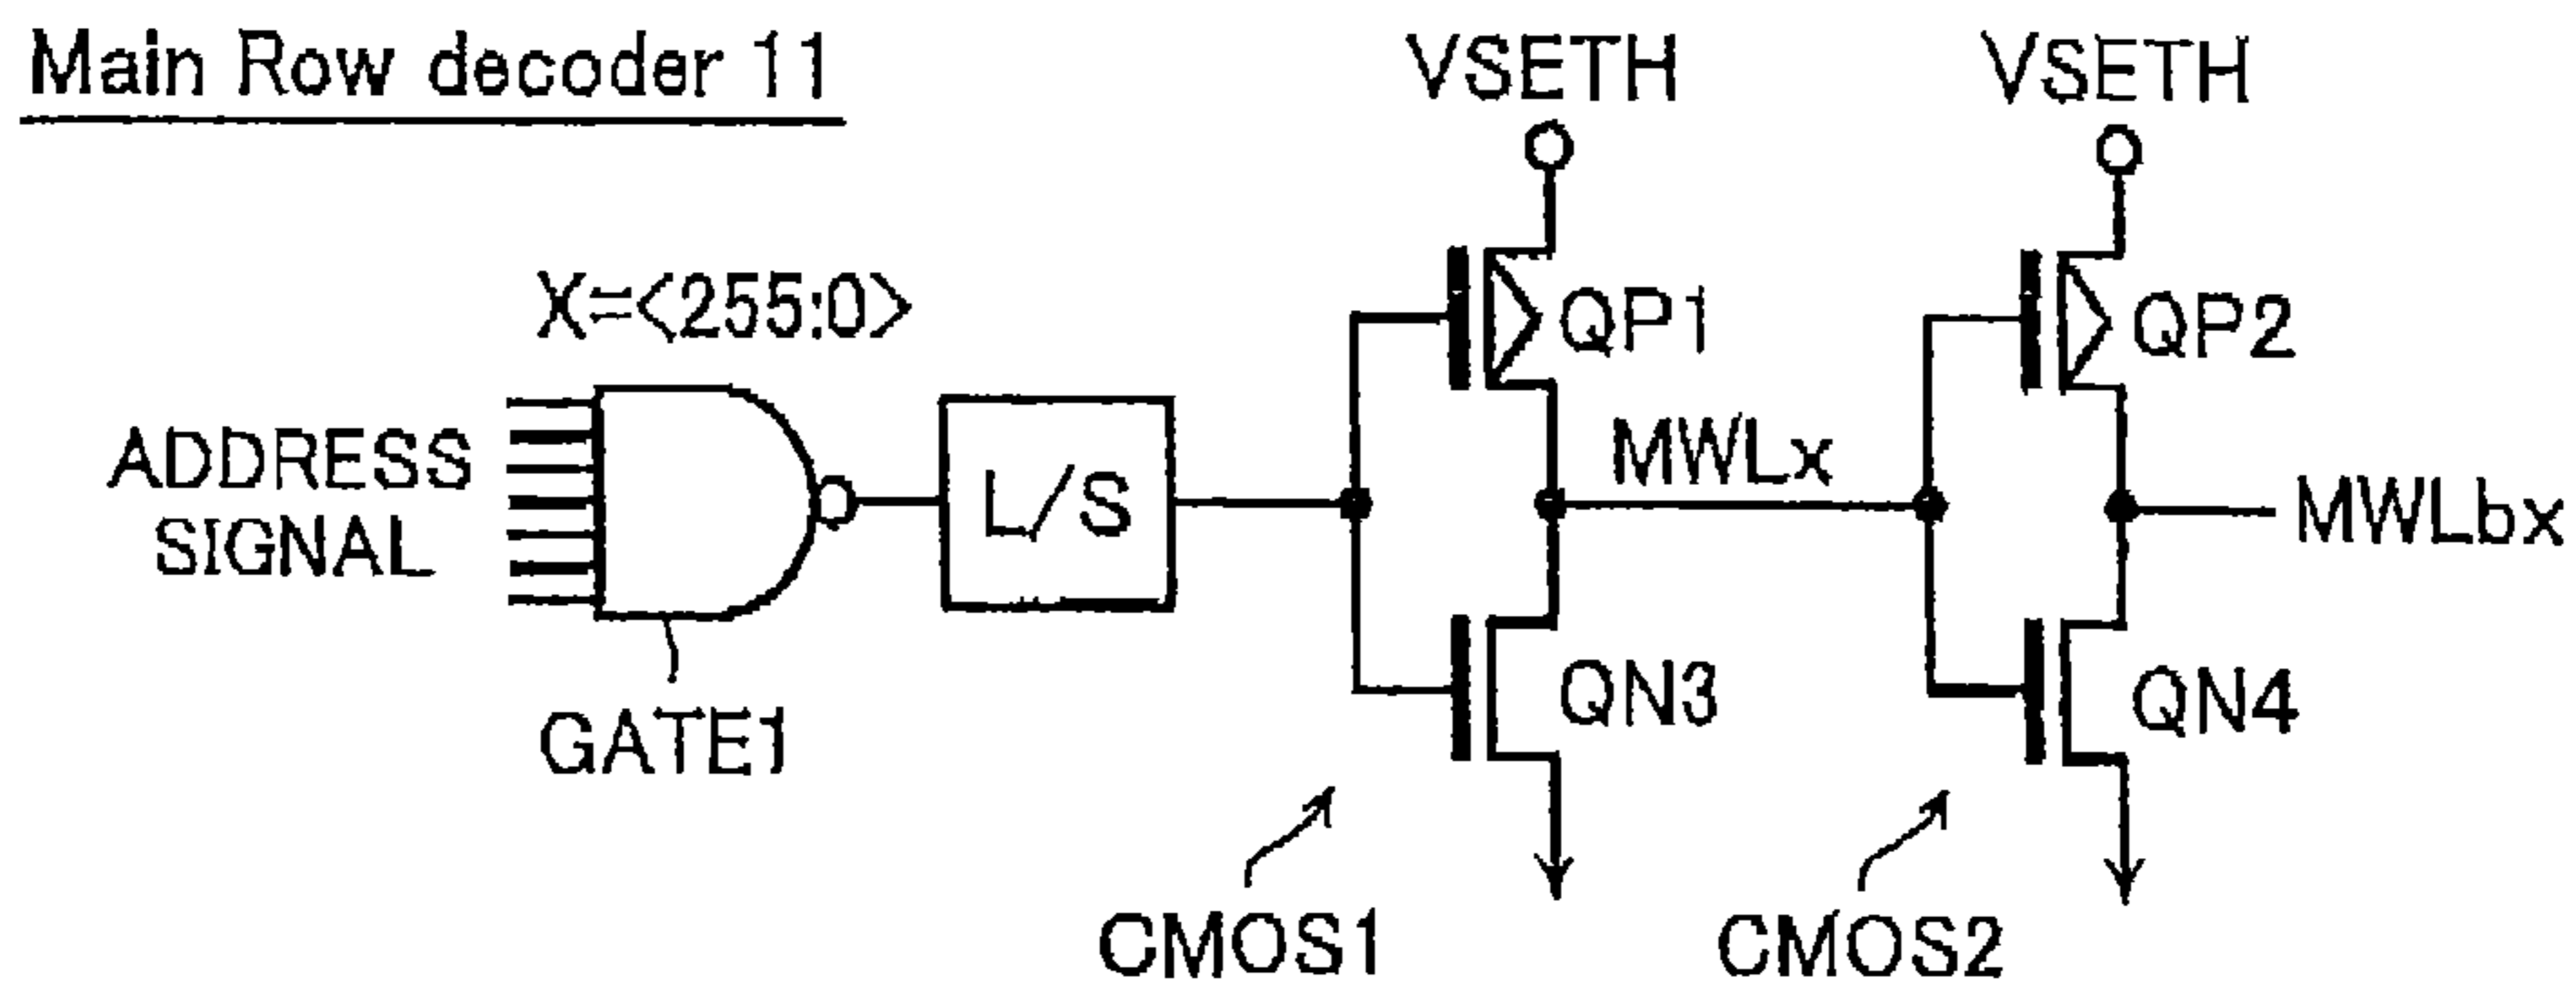 Main Row decoder 11
VSETH
VSETH
X=<255:0>
QP1
QP2
ADDRESS
SIGNAL
L/S
MWLx
MWLbx
GATE1
QN3
QN4
CMOS1
CMOS2